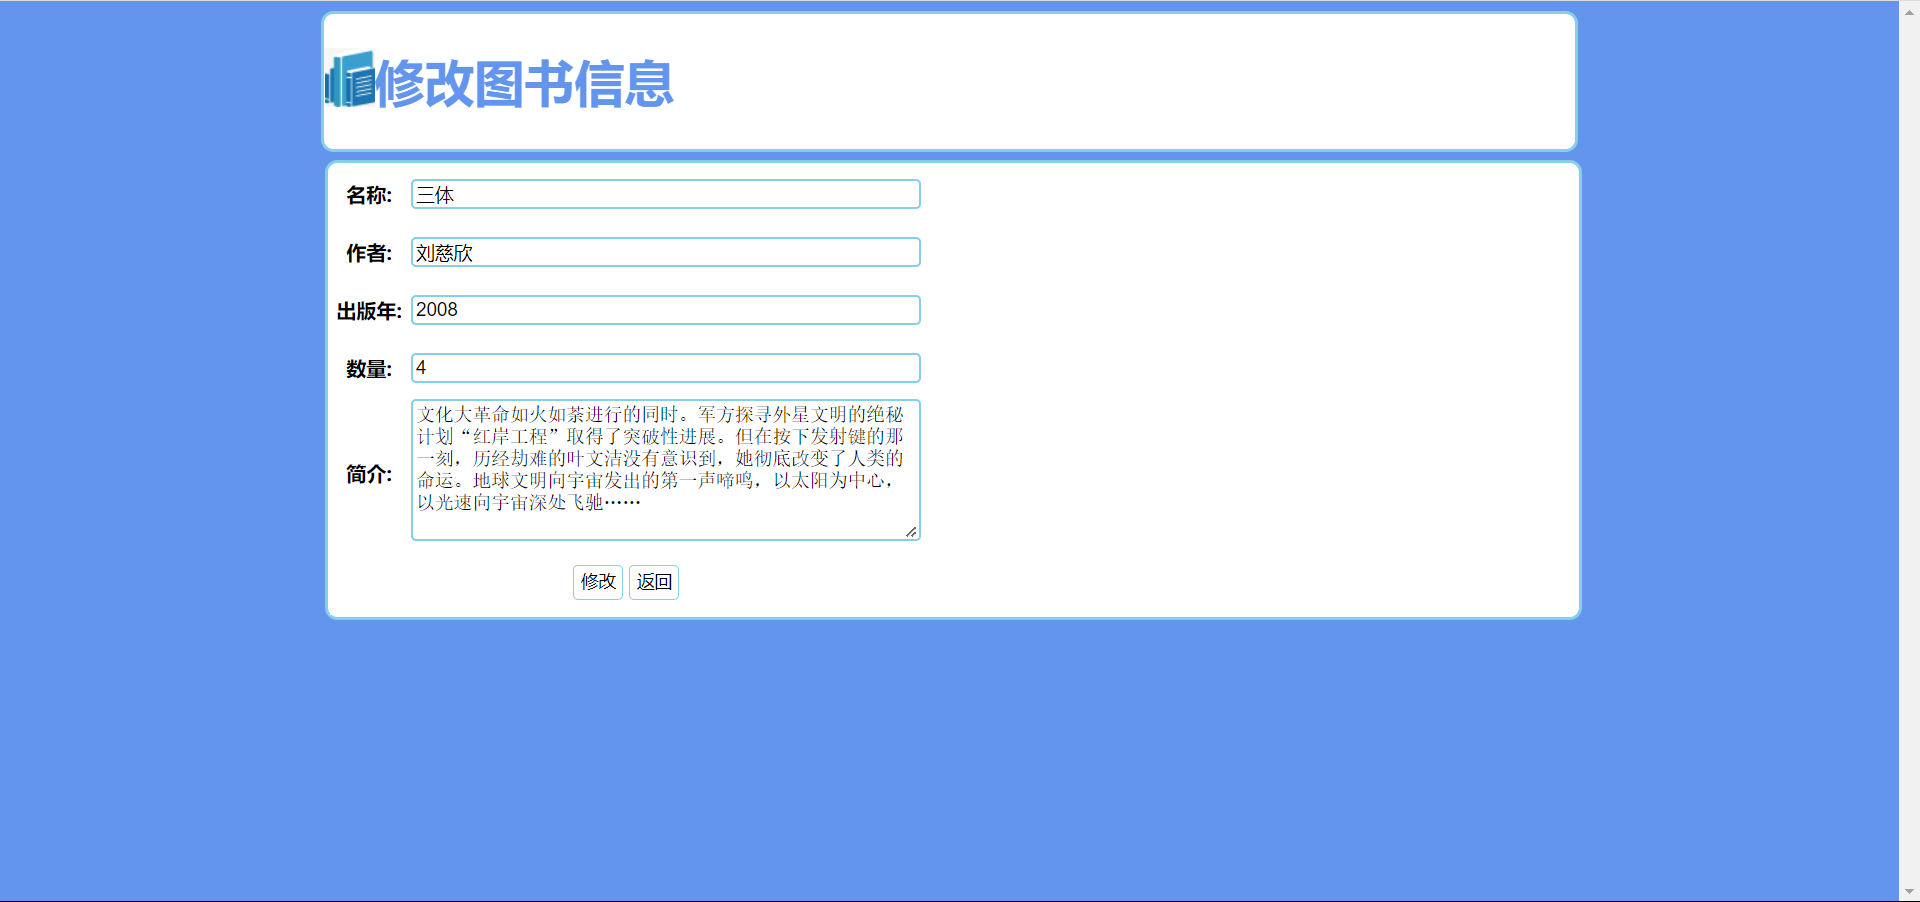 修改图书信息
名称: 三体
作者: 刘慈欣
出版年: 2008
数量: 4
简介:
文化大革命如火如荼进行的同时。军方探寻外星文明的绝秘
计划“红岸工程”取得了突破性进展。但在按下发射键的那
一刻，历经劫难的叶文洁没有意识到，她彻底改变了人类的
命运。地球文明向宇宙发出的第一声啼鸣，以太阳为中心，
以光速向宇宙深处飞驰……
修改 返回